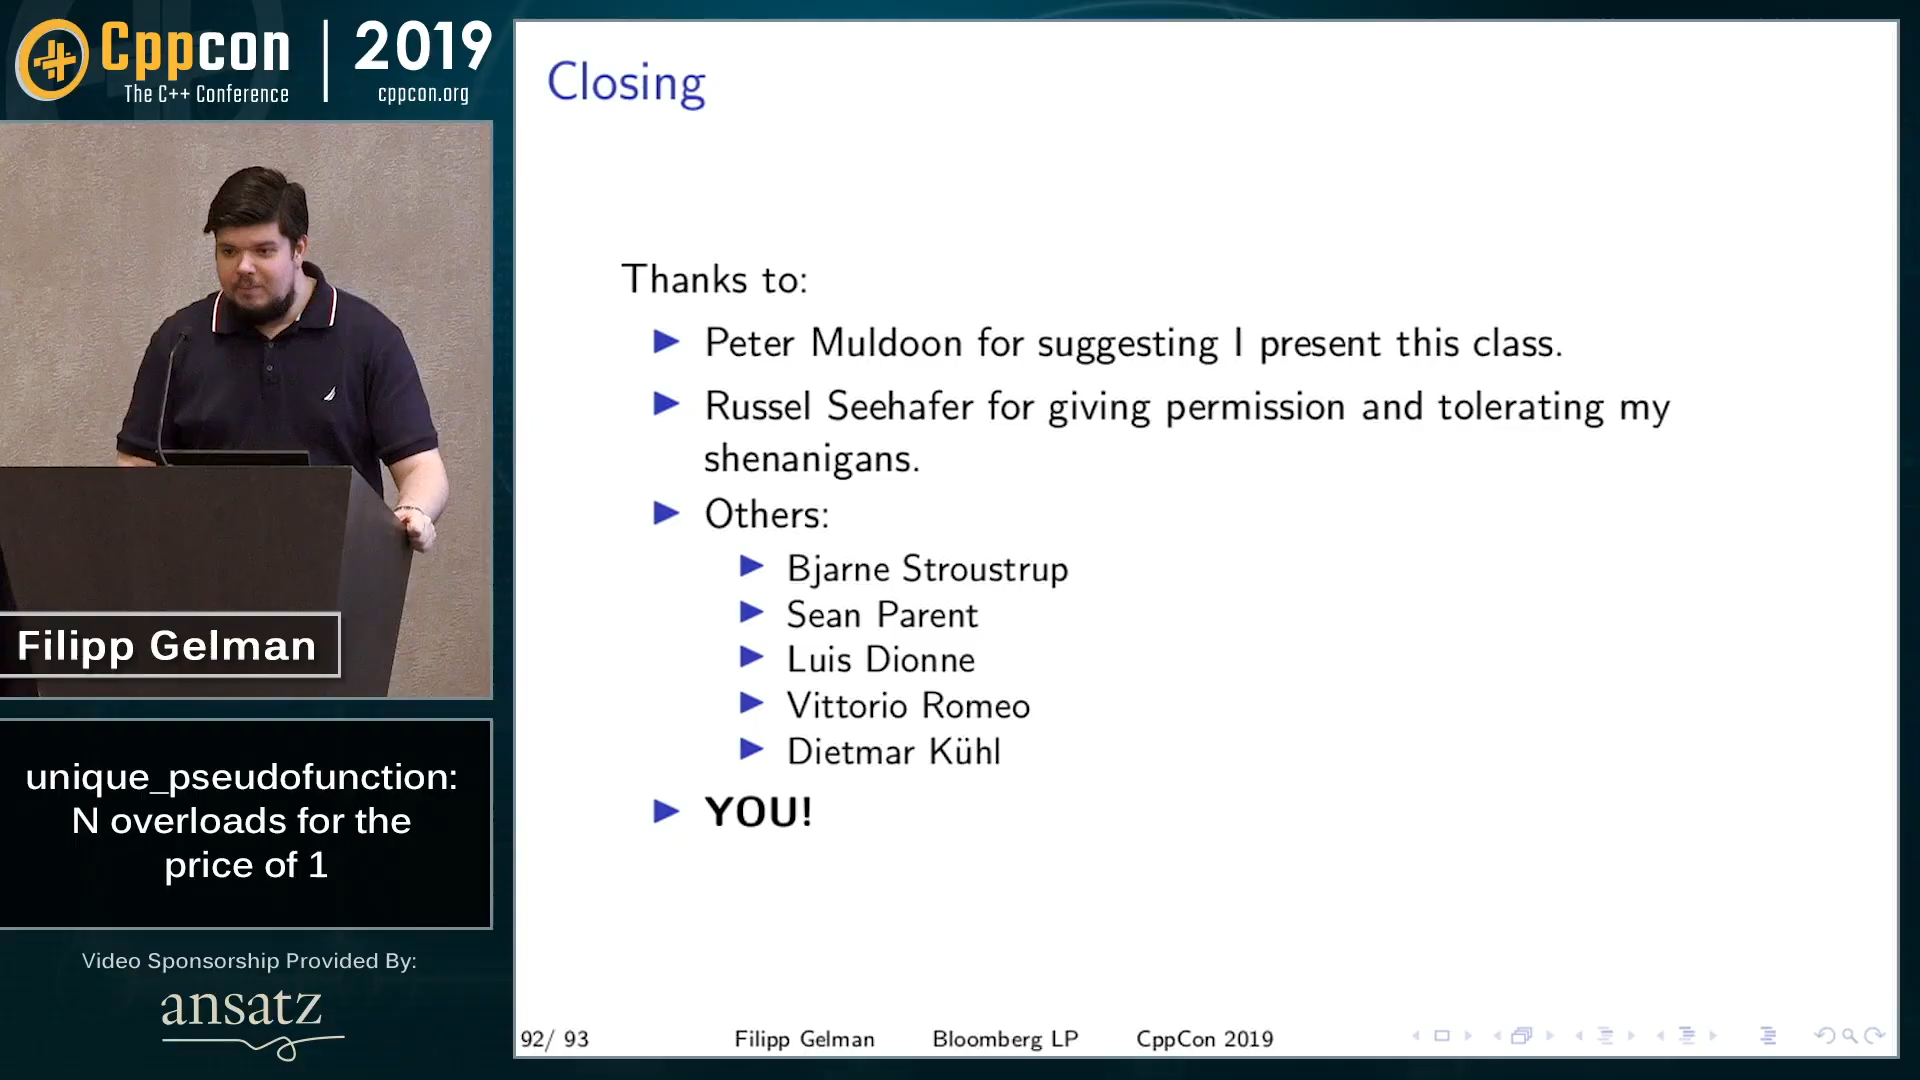 Cppcon
The C++ Conference
2019
cppcon.org
Filipp Gelman
unique_pseudofunction:
N overloads for the
price of 1
Video Sponsorship Provided By:
ansatz
Closing
Thanks to:
Peter Muldoon for suggesting I present this class.
Russel Seehafer for giving permission and tolerating my
shenanigans.
Others:
Bjarne Stroustrup
Sean Parent
Luis Dionne
Vittorio Romeo
Dietmar Kühl
YOU!
92/ 93 Filipp Gelman Bloomberg LP CppCon 2019